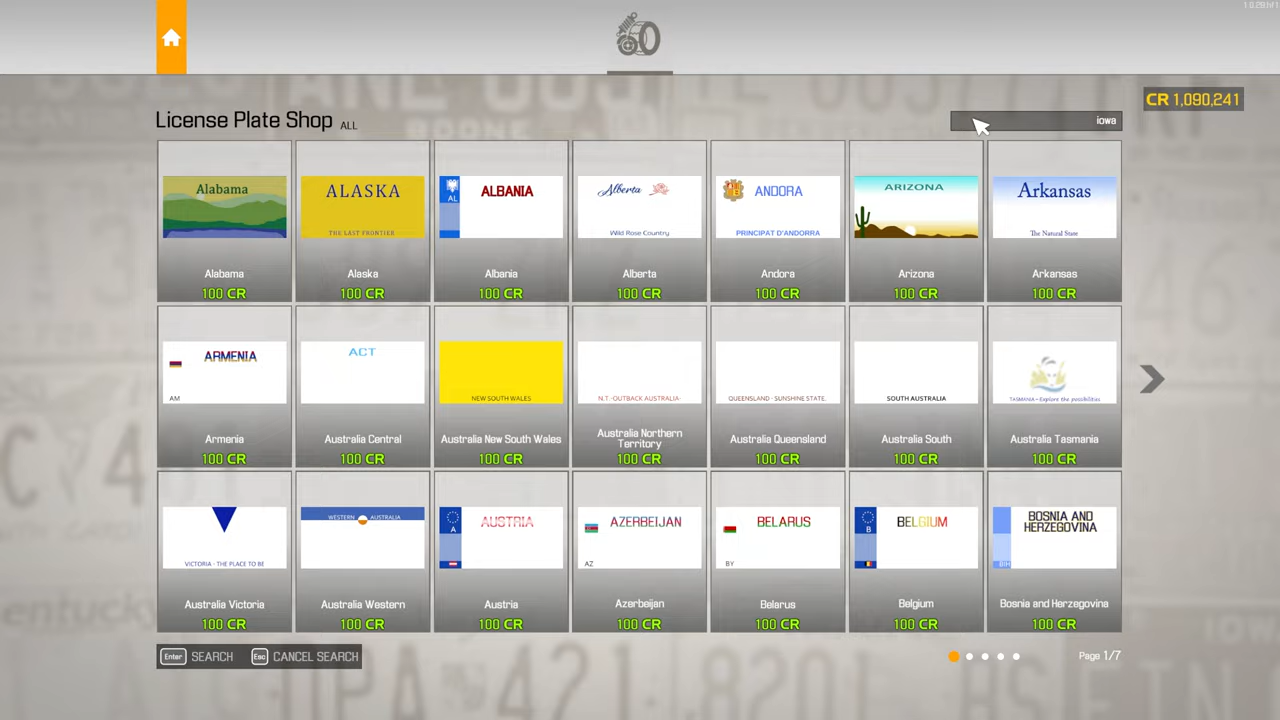 1.0.29.hf1
CR 1,090,241
License Plate Shop ALL
iowa
Alabama
ALASKA
THE LAST FRONTIER
AL
ALBANIA
Alberta
Wild Rose Country
ANDORA
PRINCIPAT D'ANDORRA
ARIZONA
Arkansas
The Natural State
Alabama
Alaska
Albania
Alberta
Andora
Arizona
Arkansas
100 CR
100 CR
100 CR
100 CR
100 CR
100 CR
100 CR
ARMENIA
AM
ACT
NEW SOUTH WALES
N.T. -OUTBACK AUSTRALIA-
QUEENSLAND - SUNSHINE STATE.
SOUTH AUSTRALIA
TASMANIA - Explore the possibilities
Armenia
Australia Central
Australia New South Wales
Australia Northern
Territory
Australia Queensland
Australia South
Australia Tasmania
100 CR
100 CR
100 CR
100 CR
100 CR
100 CR
100 CR
VICTORIA - THE PLACE TO BE
WESTERN AUSTRALIA
A
AUSTRIA
AZERBEIJAN
AZ
BELARUS
BY
B
BELGIUM
BOSNIA AND
HERZEGOVINA
BIH
Australia Victoria
Australia Western
Austria
Azerbeijan
Belarus
Belgium
Bosnia and Herzegovina
100 CR
100 CR
100 CR
100 CR
100 CR
100 CR
100 CR
Enter SEARCH
Esc CANCEL SEARCH
Page 1/7